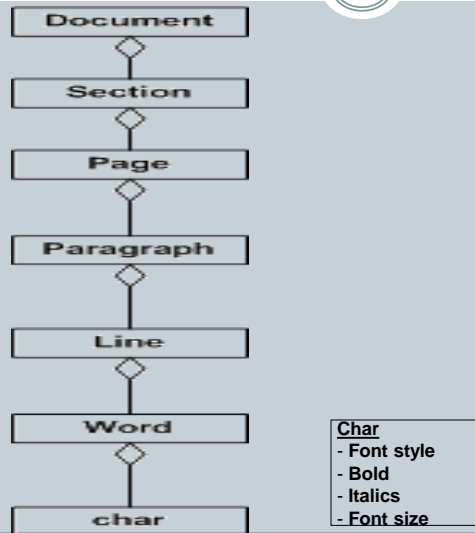 Document
Section
Page
Paragraph
Line
Word
char
Char
- Font style
- Bold
- Italics
- Font size